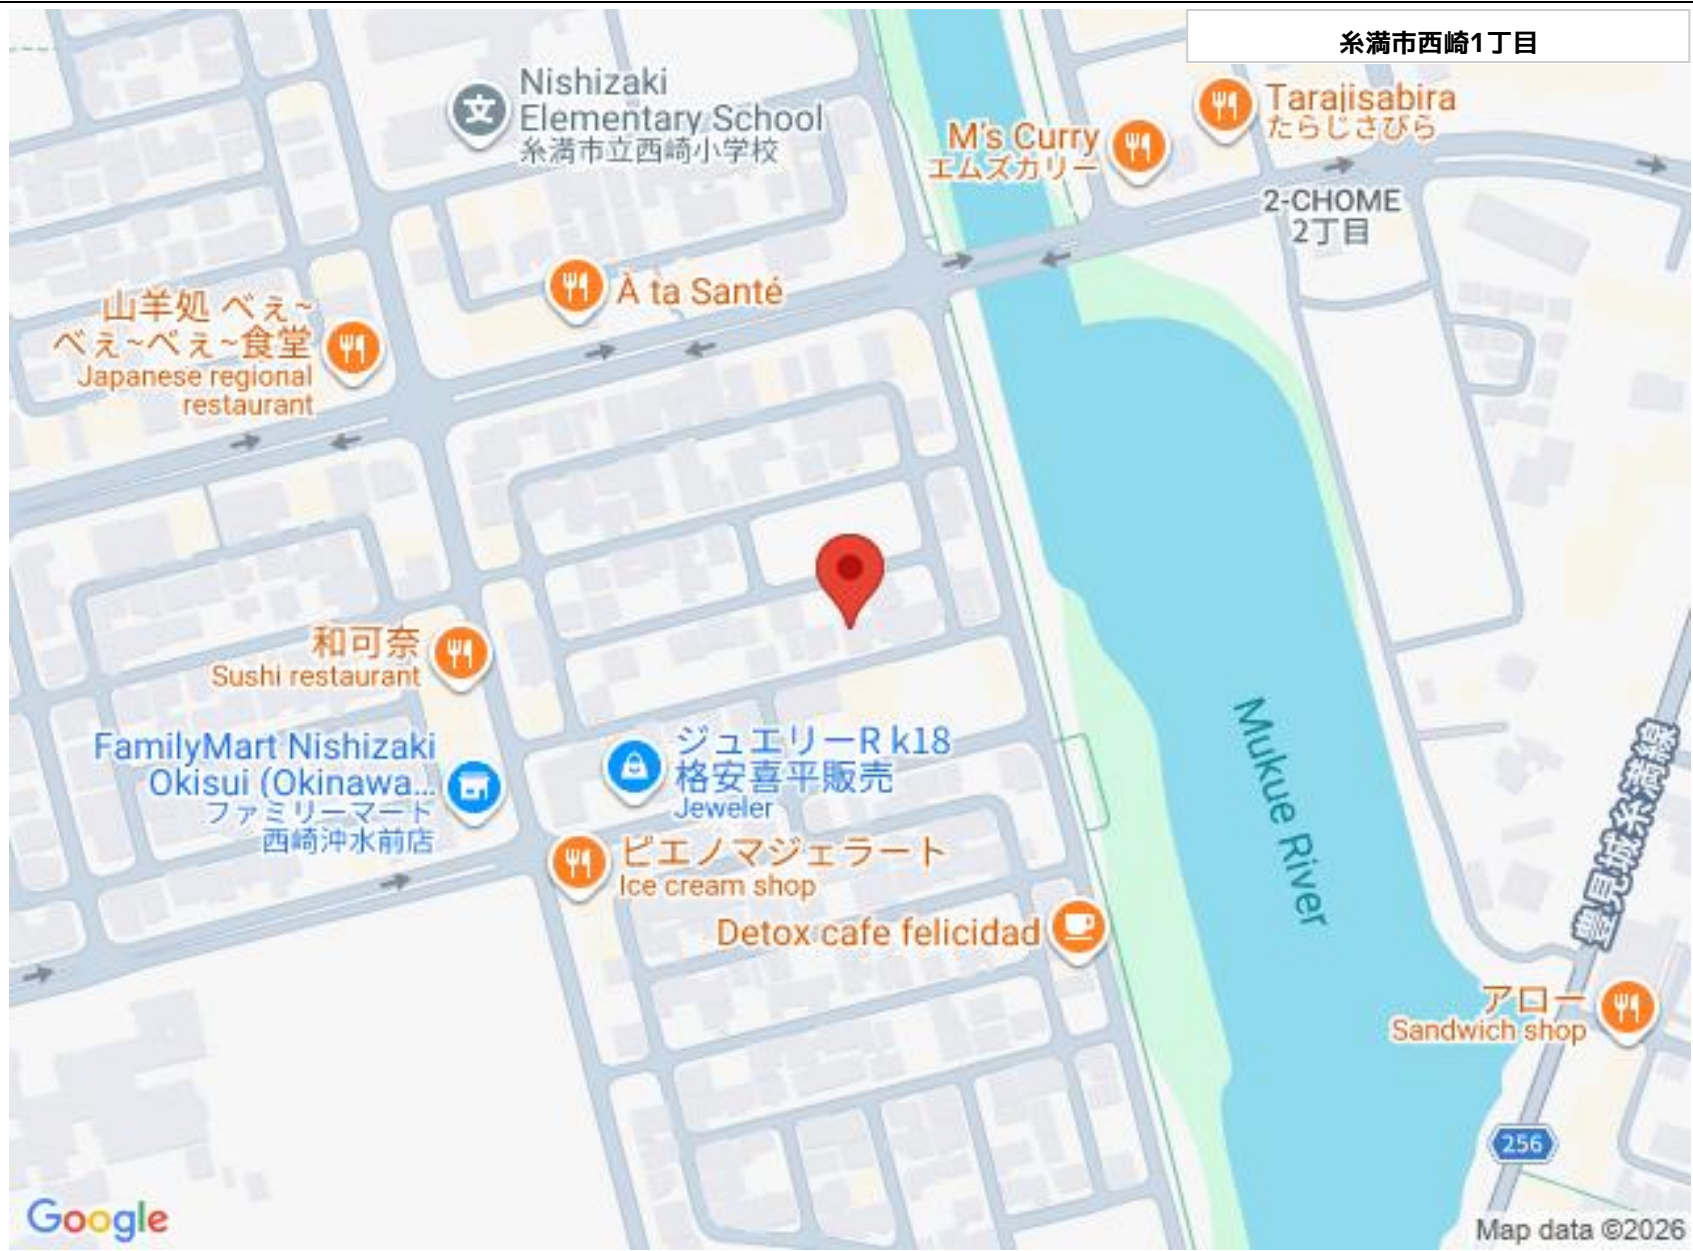 糸満市西崎1丁目
Nishizaki
Elementary School
糸満市立西崎小学校
M's Curry
エムズカリー
Tarajisabira
たらじさびら
2-CHOME
2丁目
À ta Santé
山羊処 べぇ~
べぇ~べぇ~食堂
Japanese regional
restaurant
和可奈
Sushi restaurant
FamilyMart Nishizaki
Okisui (Okinawa...
ファミリーマート
西崎沖水前店
ジュエリーR k18
格安喜平販売
Jeweler
ピエノマジェラート
Ice cream shop
Detox cafe felicidad
Mukue River
豊見城糸満線
アロー
Sandwich shop
256
Google
Map data ©2026